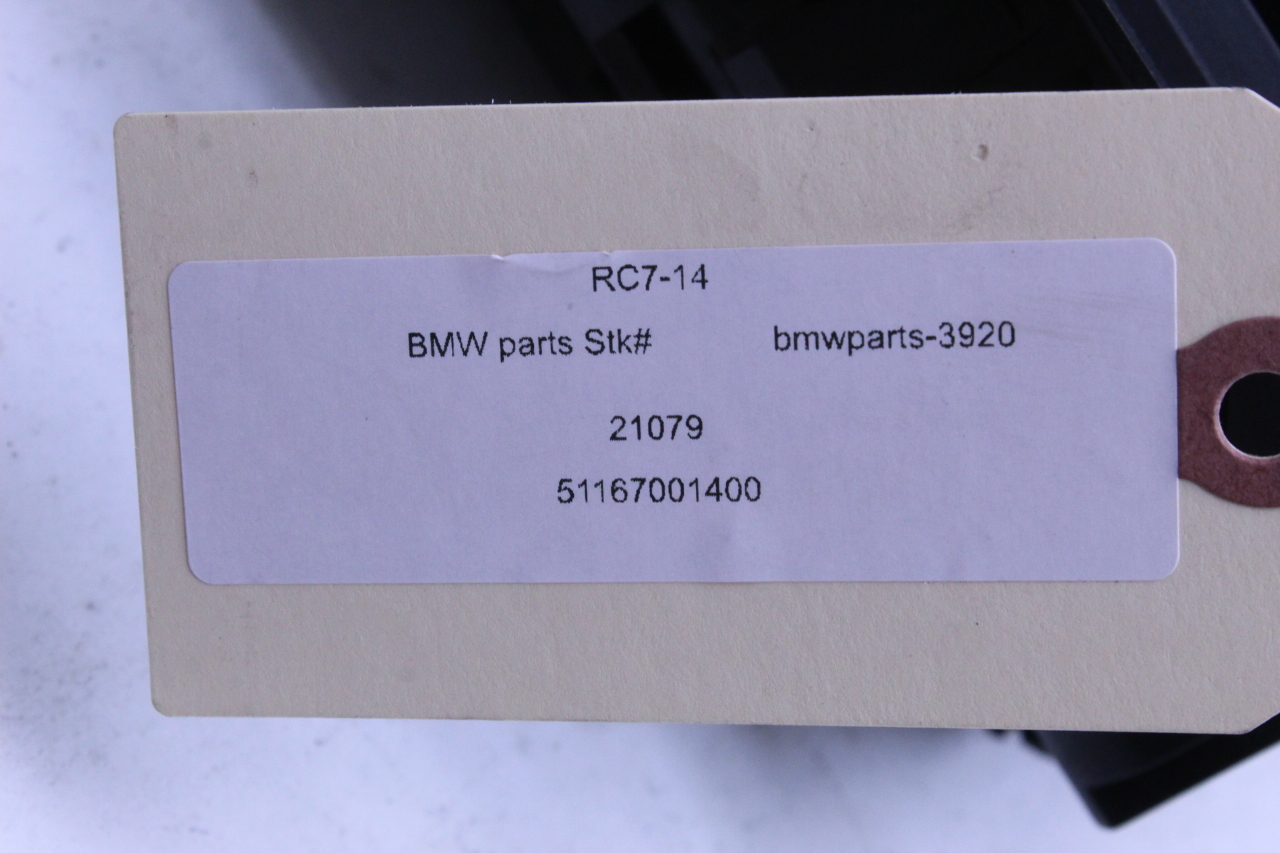 RC7-14
BMW parts Stk# bmwparts-3920
21079
51167001400